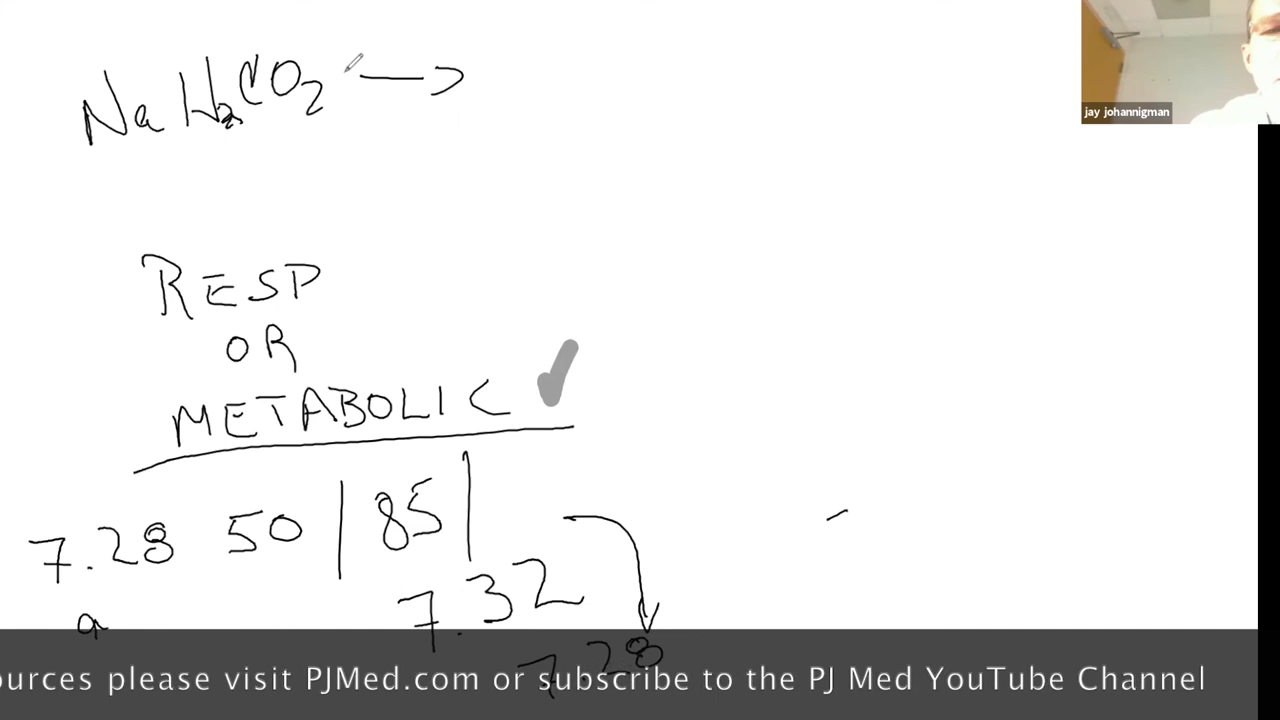 NaH₂CO₂ →
jay johannigman
RESP
OR
METABOLIC ✓
7.28 50 | 85 |
7.32
a
7 28
ources please visit PJMed.com or subscribe to the PJ Med YouTube Channel